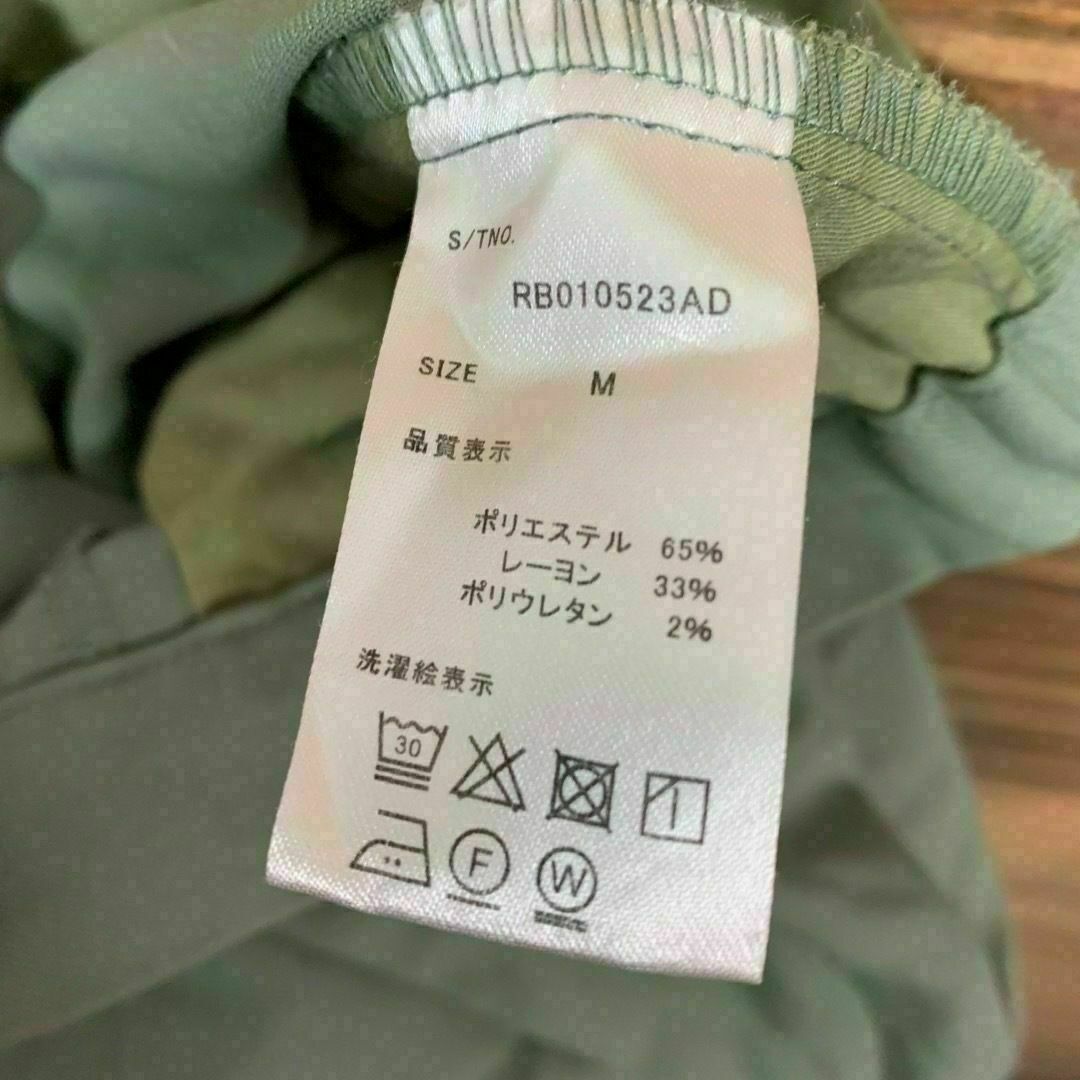 S/TNO.
RB010523AD
SIZE M
品質表示
ポリエステル 65%
レーヨン 33%
ポリウレタン 2%
洗濯絵表示
30
F W